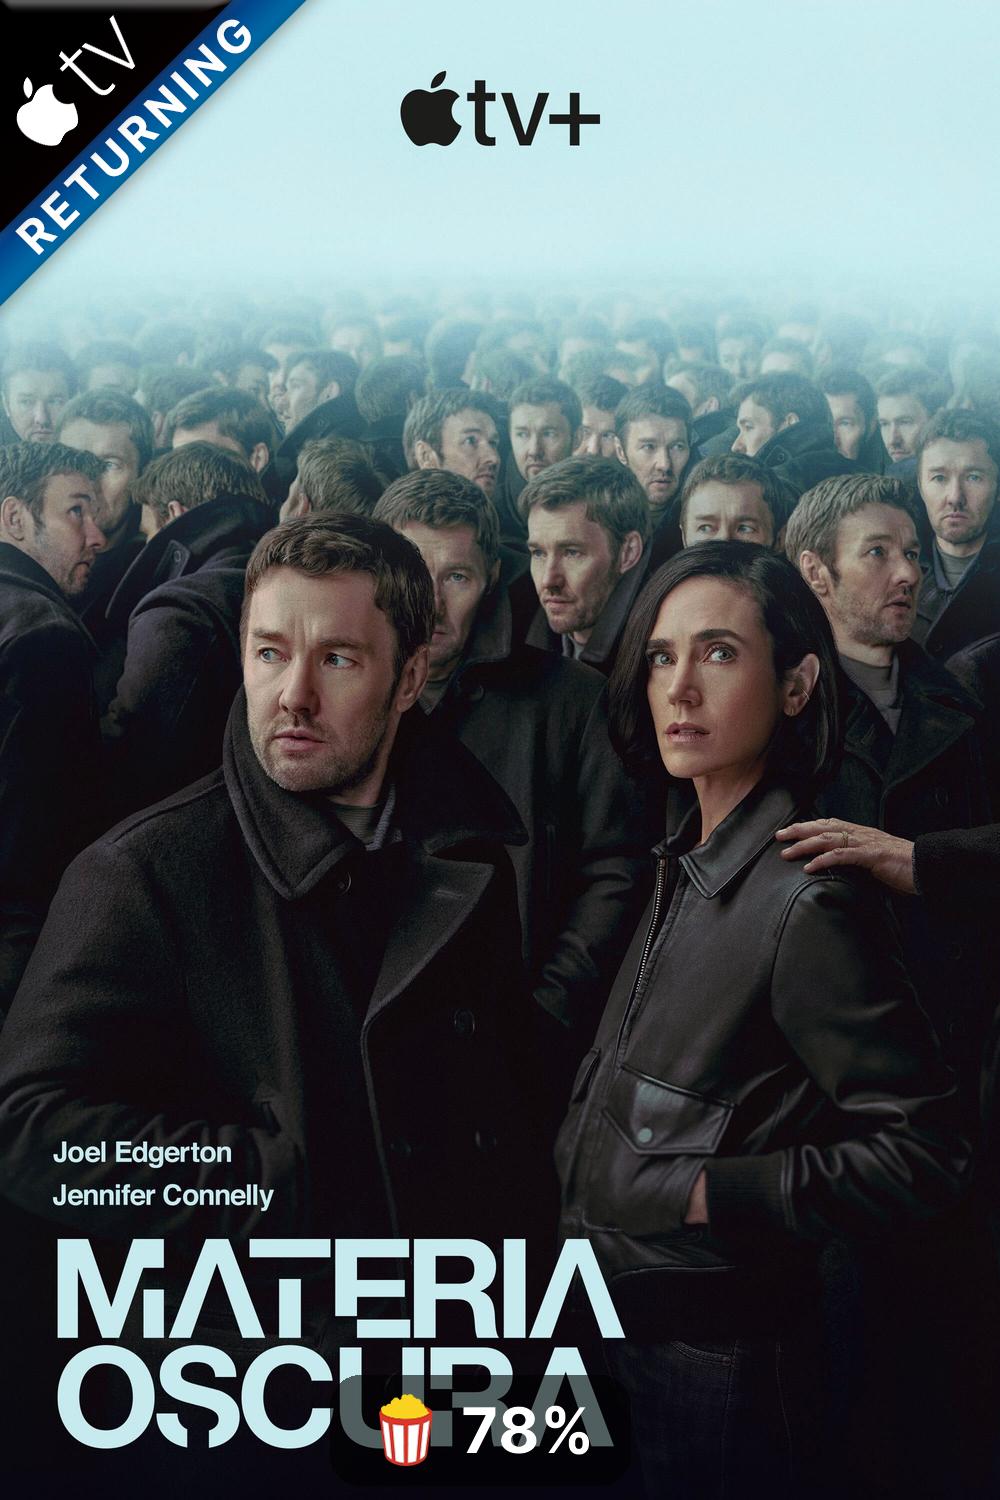 tv
RETURNING
tv+
Joel Edgerton
Jennifer Connelly
MATERIA
OSCURA
78%